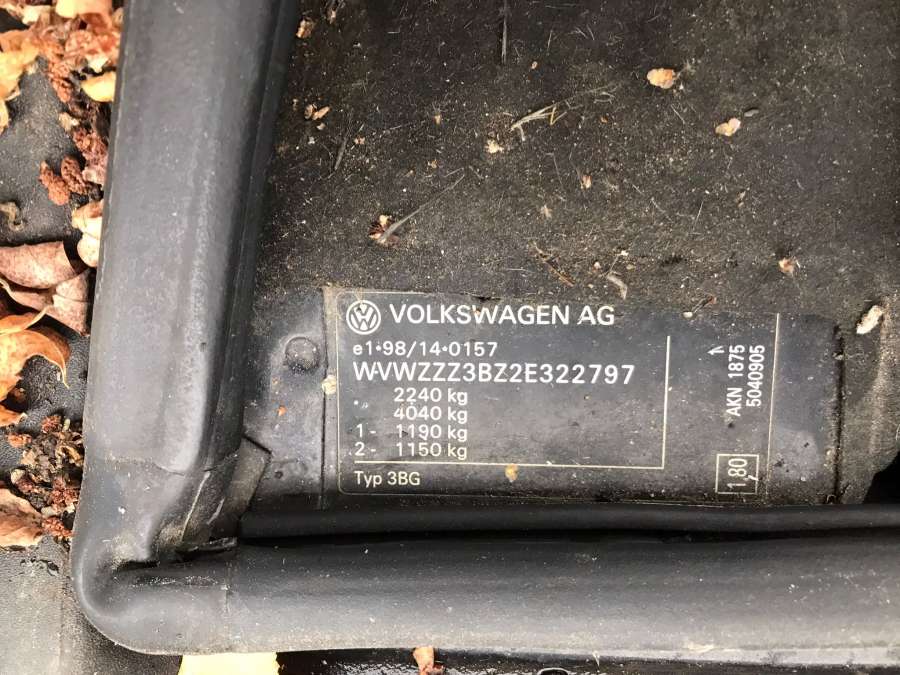 VOLKSWAGEN AG
e1*98/14*0157
WVWZZZ3BZ2E322797
2240 kg
4040 kg
1- 1190 kg
2- 1150 kg
Typ 3BG
AKN 1875
5040905
1,80